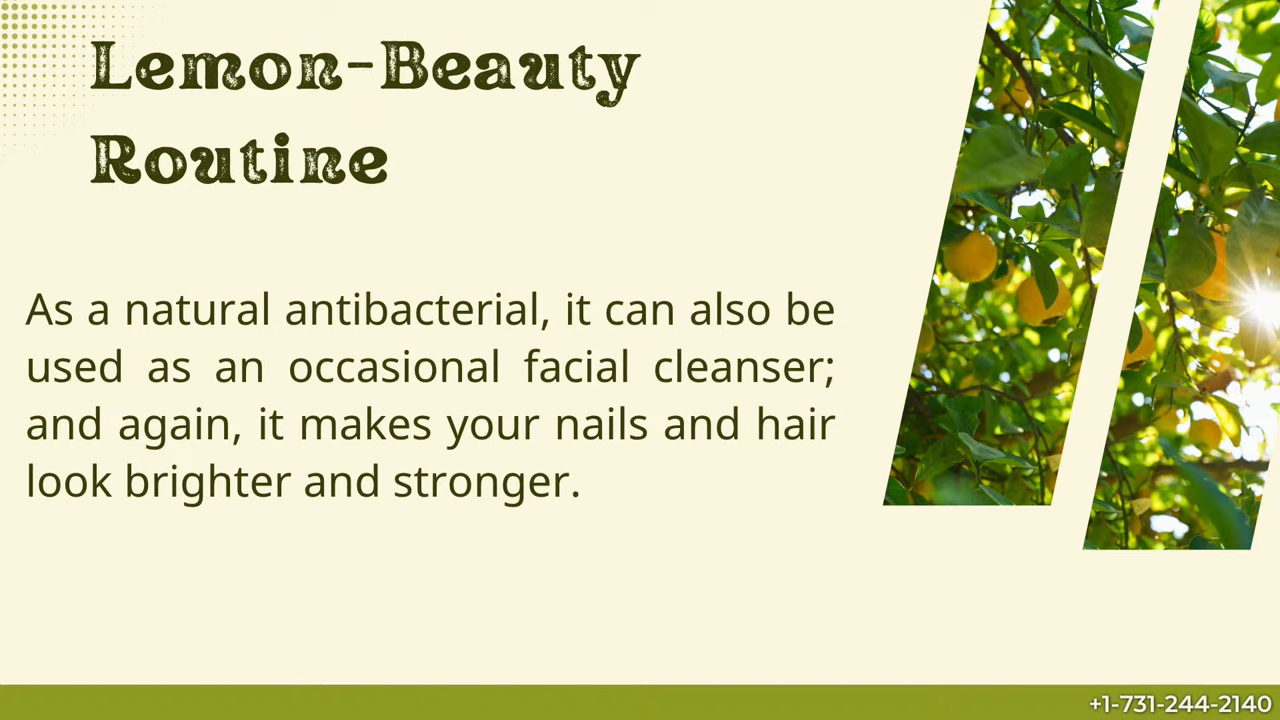 Lemon-Beauty
Routine
As a natural antibacterial, it can also be
used as an occasional facial cleanser;
and again, it makes your nails and hair
look brighter and stronger.
+1-731-244-2140